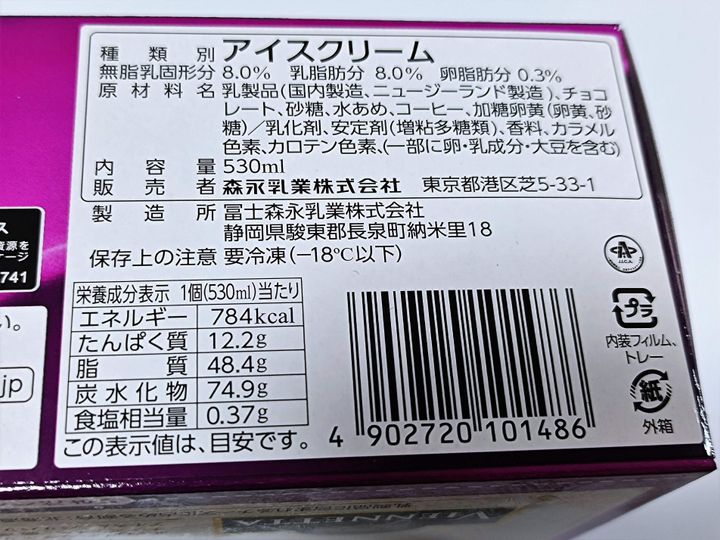 種類別 アイスクリーム
無脂乳固形分 8.0% 乳脂肪分 8.0% 卵脂肪分 0.3%
原材料名 乳製品(国内製造、ニュージーランド製造)、チョコ
レート、砂糖、水あめ、コーヒー、加糖卵黄(卵黄、砂
糖)/乳化剤、安定剤(増粘多糖類)、香料、カラメル
色素、カロテン色素、(一部に卵・乳成分・大豆を含む)
内容量 530ml
販売者 森永乳業株式会社 東京都港区芝5-33-1
製造所 冨士森永乳業株式会社
静岡県駿東郡長泉町納米里18
保存上の注意 要冷凍(−18℃以下)
栄養成分表示 1個(530ml)当たり
エネルギー 784kcal
たんぱく質 12.2g
脂質 48.4g
炭水化物 74.9g
食塩相当量 0.37g
この表示値は、目安です。
4 902720 101486
プラ
内装フィルム、
トレー
紙
外箱
ス
資源を
ージ
741
い。
jp
VIENNETTA